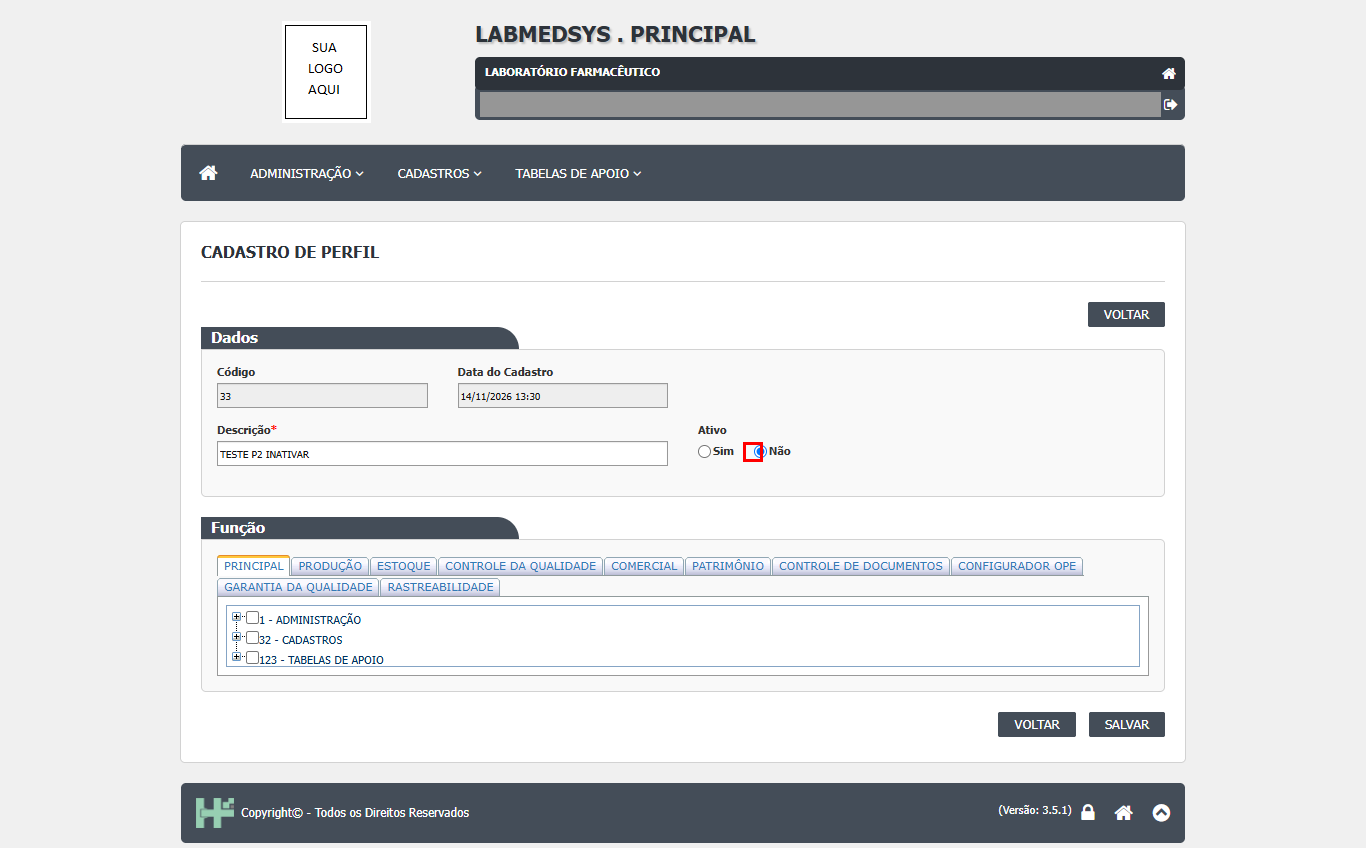 SUA
LOGO
AQUI
LABMEDSYS . PRINCIPAL
LABORATÓRIO FARMACÊUTICO
ADMINISTRAÇÃO CADASTROS TABELAS DE APOIO
CADASTRO DE PERFIL
VOLTAR
Dados
Código Data do Cadastro
33 14/11/2026 13:30
Descrição* Ativo
TESTE P2 INATIVAR Sim Não
Função
PRINCIPAL PRODUÇÃO ESTOQUE CONTROLE DA QUALIDADE COMERCIAL PATRIMÔNIO CONTROLE DE DOCUMENTOS CONFIGURADOR OPE
GARANTIA DA QUALIDADE RASTREABILIDADE
1 - ADMINISTRAÇÃO
32 - CADASTROS
123 - TABELAS DE APOIO
VOLTAR SALVAR
Copyright© - Todos os Direitos Reservados (Versão: 3.5.1)